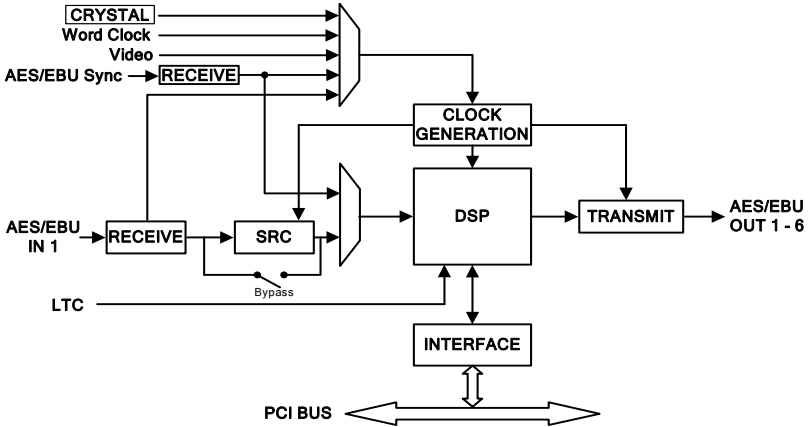 CRYSTAL
Word Clock
Video
AES/EBU Sync
RECEIVE
CLOCK
GENERATION
AES/EBU
IN 1
RECEIVE
SRC
Bypass
DSP
TRANSMIT
AES/EBU
OUT 1 - 6
LTC
INTERFACE
PCI BUS